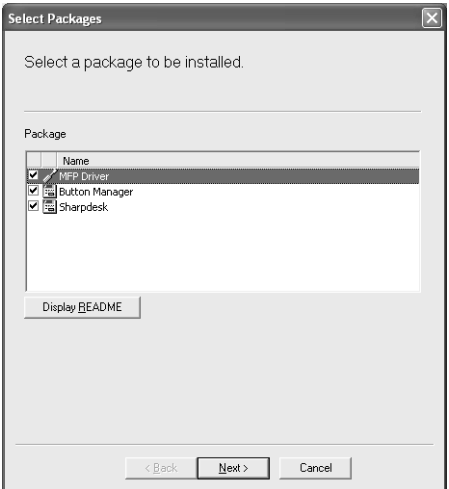 Select Packages
Select a package to be installed.
Package
Name
MFP Driver
Button Manager
Sharpdesk
Display README
< Back Next > Cancel